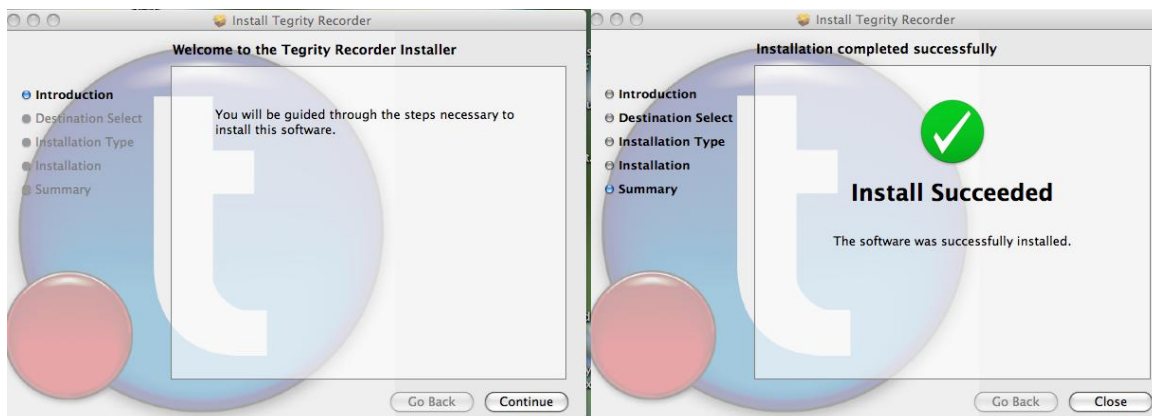 Install Tegrity Recorder
Welcome to the Tegrity Recorder Installer
Introduction
Destination Select
Installation Type
Installation
Summary
You will be guided through the steps necessary to
install this software.
Go Back
Continue
Install Tegrity Recorder
Installation completed successfully
Introduction
Destination Select
Installation Type
Installation
Summary
Install Succeeded
The software was successfully installed.
Go Back
Close
t